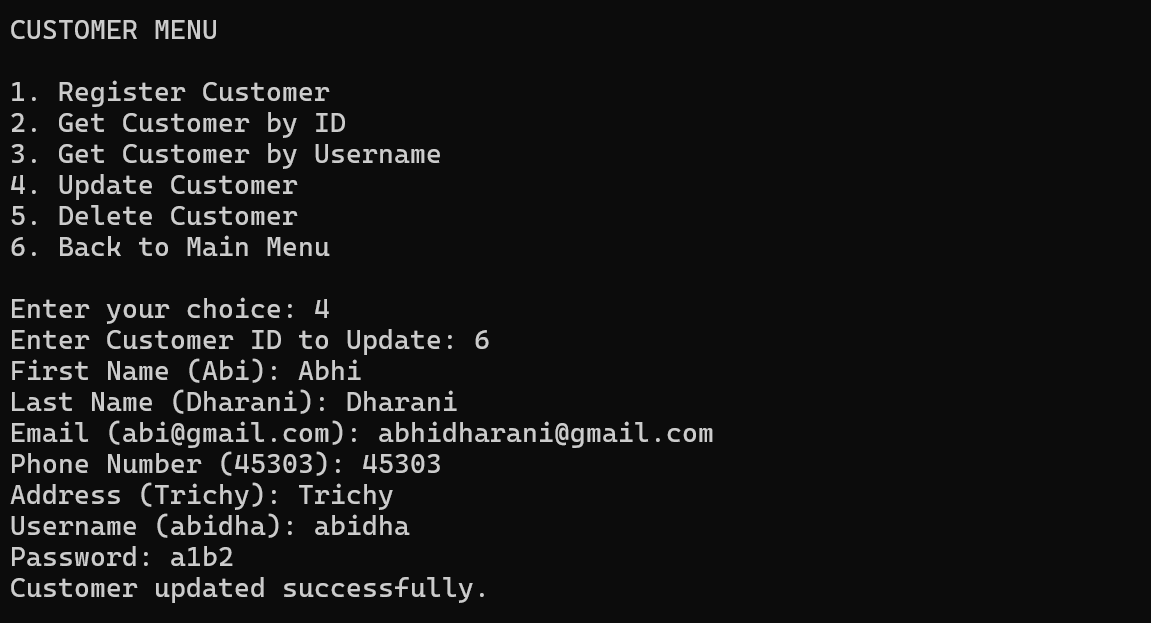 CUSTOMER MENU
1. Register Customer
2. Get Customer by ID
3. Get Customer by Username
4. Update Customer
5. Delete Customer
6. Back to Main Menu
Enter your choice: 4
Enter Customer ID to Update: 6
First Name (Abi): Abhi
Last Name (Dharani): Dharani
Email (abi@gmail.com): abhidharani@gmail.com
Phone Number (45303): 45303
Address (Trichy): Trichy
Username (abidha): abidha
Password: a1b2
Customer updated successfully.